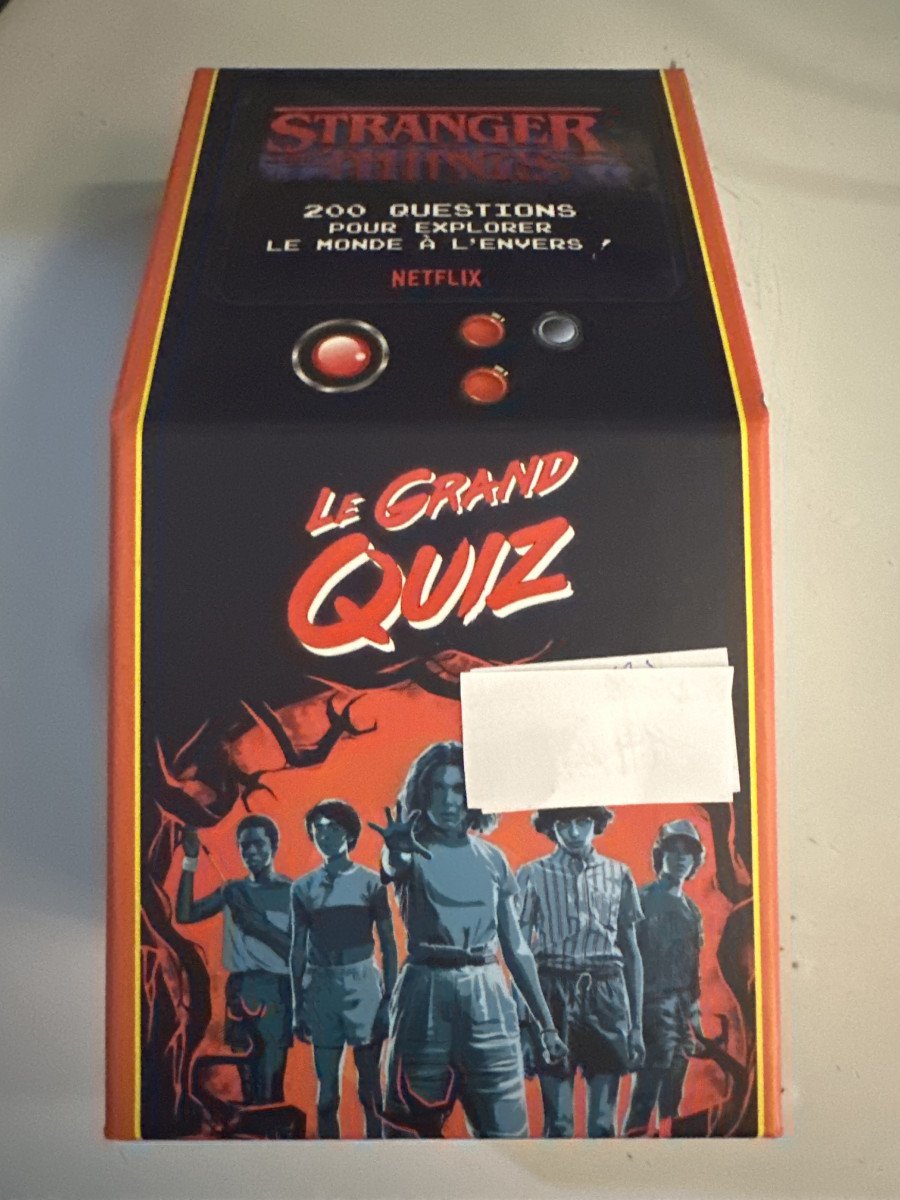 STRANGER
THINGS
200 QUESTIONS
POUR EXPLORER
LE MONDE À L'ENVERS !
NETFLIX
LE GRAND
QUIZ